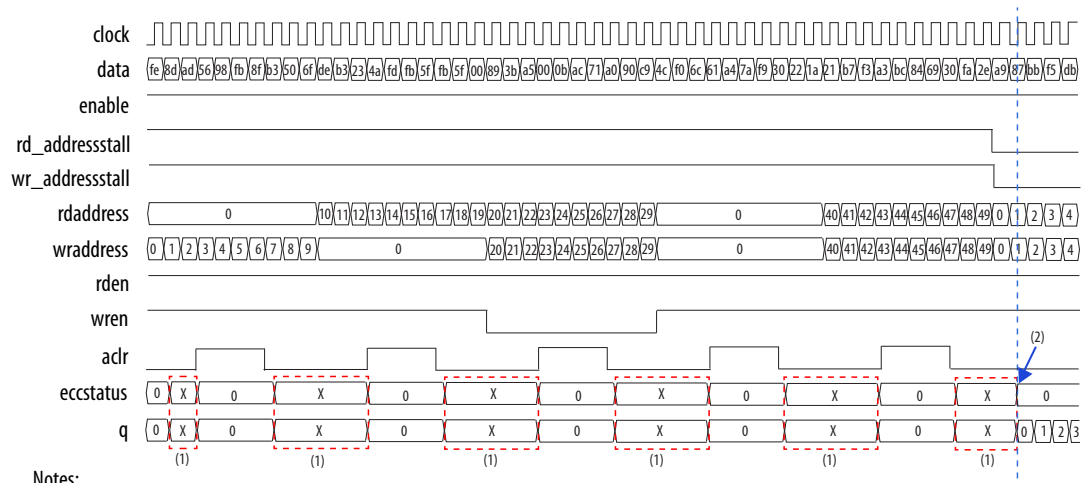 clock
data fe 8d ad 56 98 fb 8f b3 50 6f de b3 23 4a fd fb 5f fb 5f 00 89 3b a5 00 0b ac 71 a0 90 c9 4c f0 6c 61 a4 7a f9 30 22 1a 21 b7 f3 a3 bc 84 69 30 fa 2e a9 87 bb f5 db
enable
rd_addressstall
wr_addressstall
rdaddress 0 10 11 12 13 14 15 16 17 18 19 20 21 22 23 24 25 26 27 28 29 0 40 41 42 43 44 45 46 47 48 49 0 1 2 3 4
wraddress 0 1 2 3 4 5 6 7 8 9 0 20 21 22 23 24 25 26 27 28 29 0 40 41 42 43 44 45 46 47 48 49 0 1 2 3 4
rden
wren
(2)
aclr
eccstatus 0 X 0 X 0 X 0 X 0 X 0 X 0
q 0 X 0 X 0 X 0 X 0 X 0 X 0 1 2 3
(1) (1) (1) (1) (1) (1)
Notes: